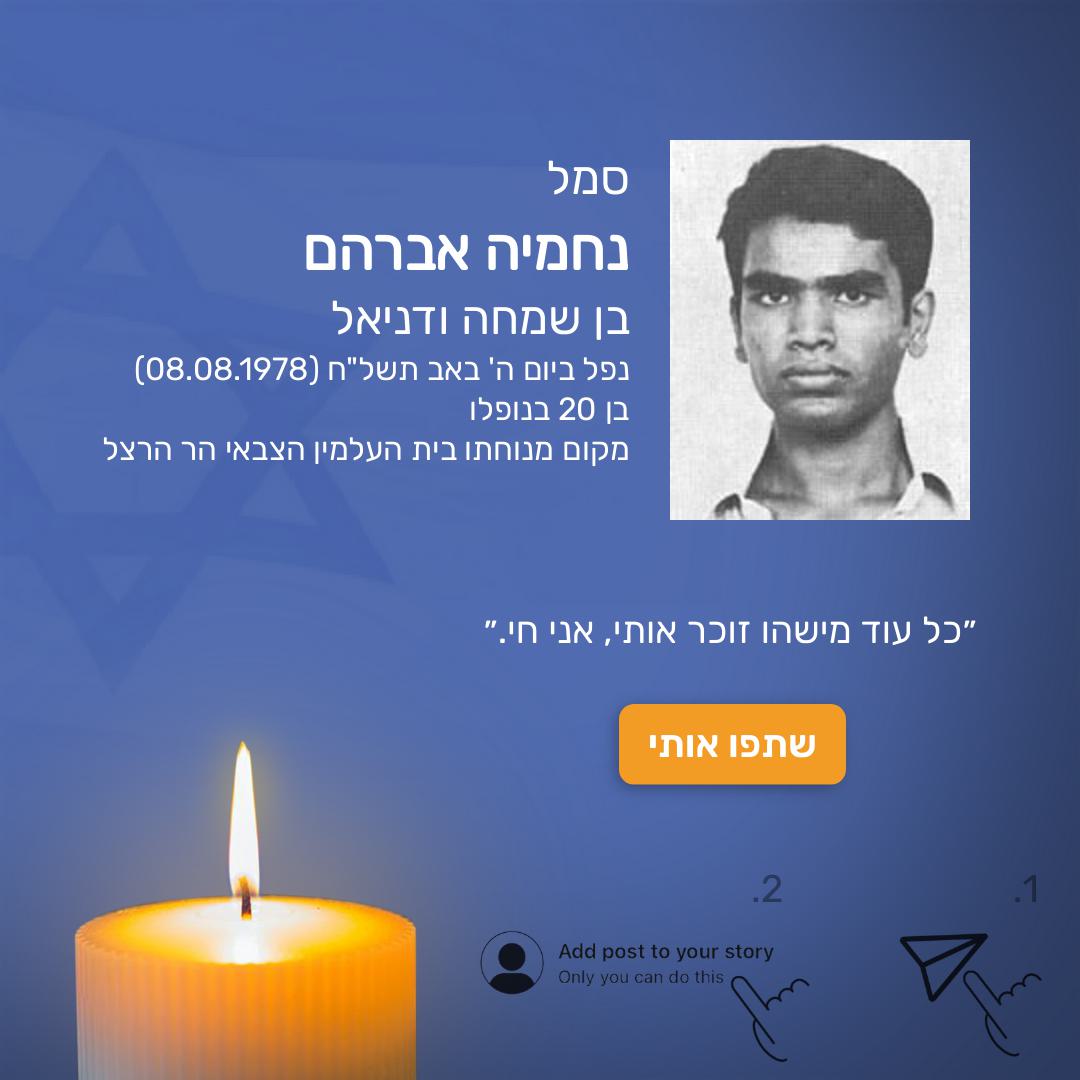 סמל
נחמיה אברהם
בן שמחה ודניאל
נפל ביום ה' באב תשל"ח (08.08.1978)
בן 20 בנופלו
מקום מנוחתו בית העלמין הצבאי הר הרצל
״כל עוד מישהו זוכר אותי, אני חי.״
שתפו אותי
1.
2.
Add post to your story
Only you can do this